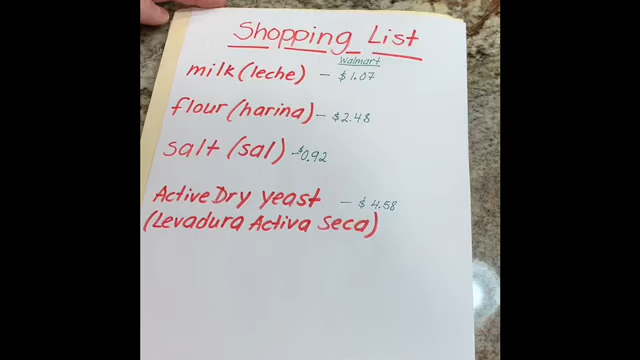 Shopping List
Walmart
milk (leche) - $1.07
flour (harina) - $2.48
salt (sal) - $0.92
Active Dry yeast - $4.58
(Levadura Activa Seca)